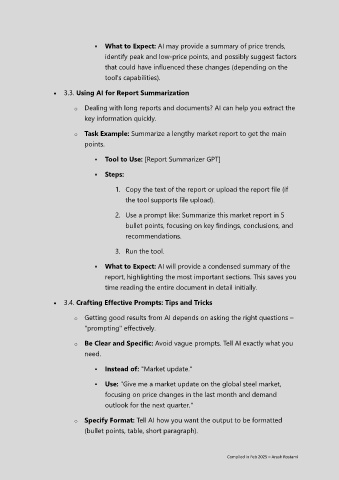 ▪ What to Expect: AI may provide a summary of price trends,
identify peak and low-price points, and possibly suggest factors
that could have influenced these changes (depending on the
tool's capabilities).
• 3.3. Using AI for Report Summarization
o Dealing with long reports and documents? AI can help you extract the
key information quickly.
o Task Example: Summarize a lengthy market report to get the main
points.
▪ Tool to Use: [Report Summarizer GPT]
▪ Steps:
1. Copy the text of the report or upload the report file (if
the tool supports file upload).
2. Use a prompt like: Summarize this market report in 5
bullet points, focusing on key findings, conclusions, and
recommendations.
3. Run the tool.
▪ What to Expect: AI will provide a condensed summary of the
report, highlighting the most important sections. This saves you
time reading the entire document in detail initially.
• 3.4. Crafting Effective Prompts: Tips and Tricks
o Getting good results from AI depends on asking the right questions –
"prompting" effectively.
o Be Clear and Specific: Avoid vague prompts. Tell AI exactly what you
need.
▪ Instead of: "Market update."
▪ Use: "Give me a market update on the global steel market,
focusing on price changes in the last month and demand
outlook for the next quarter."
o Specify Format: Tell AI how you want the output to be formatted
(bullet points, table, short paragraph).
Compiled in Feb 2025 – Arash Rostami